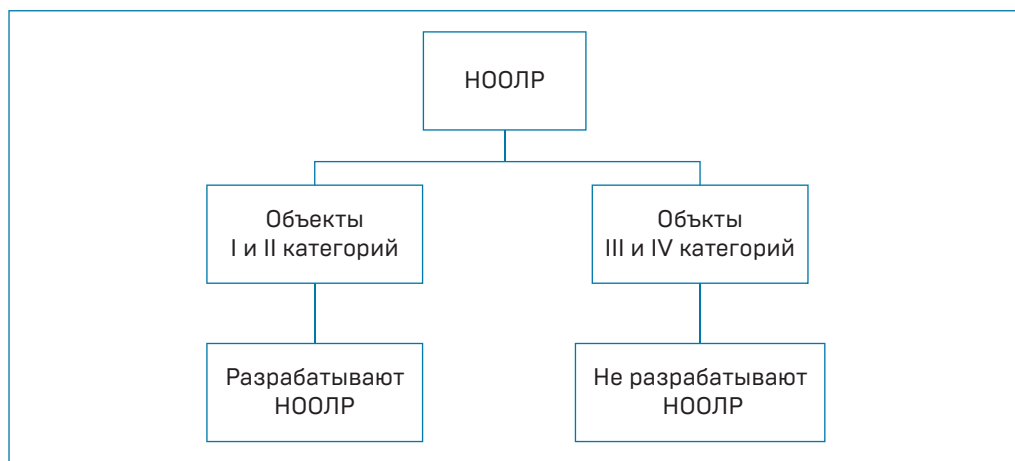 НООЛР
Объекты
I и II категорий
Объкты
III и IV категорий
Разрабатывают
НООЛР
Не разрабатывают
НООЛР